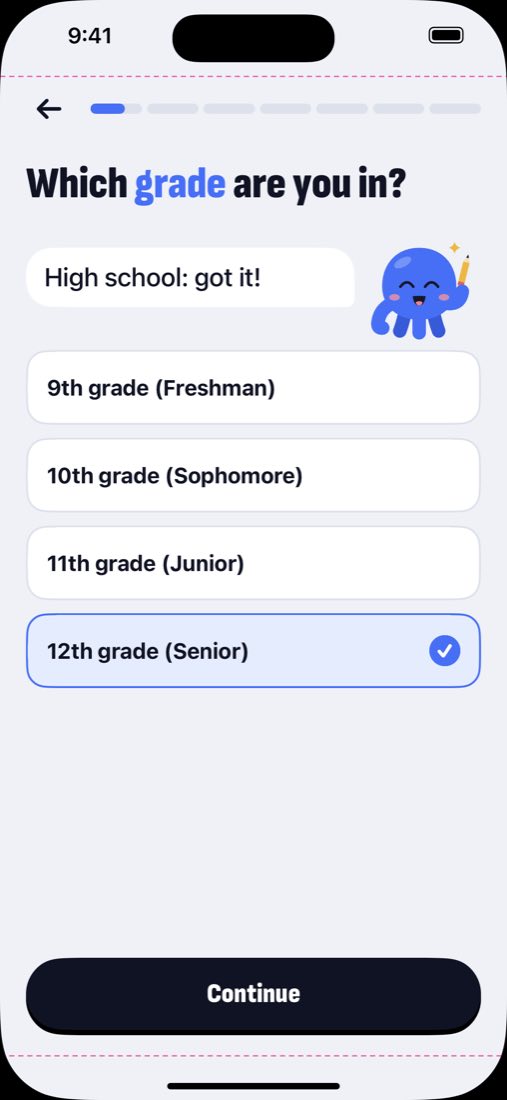 9:41
Which grade are you in?
High school: got it!
9th grade (Freshman)
10th grade (Sophomore)
11th grade (Junior)
12th grade (Senior)
Continue